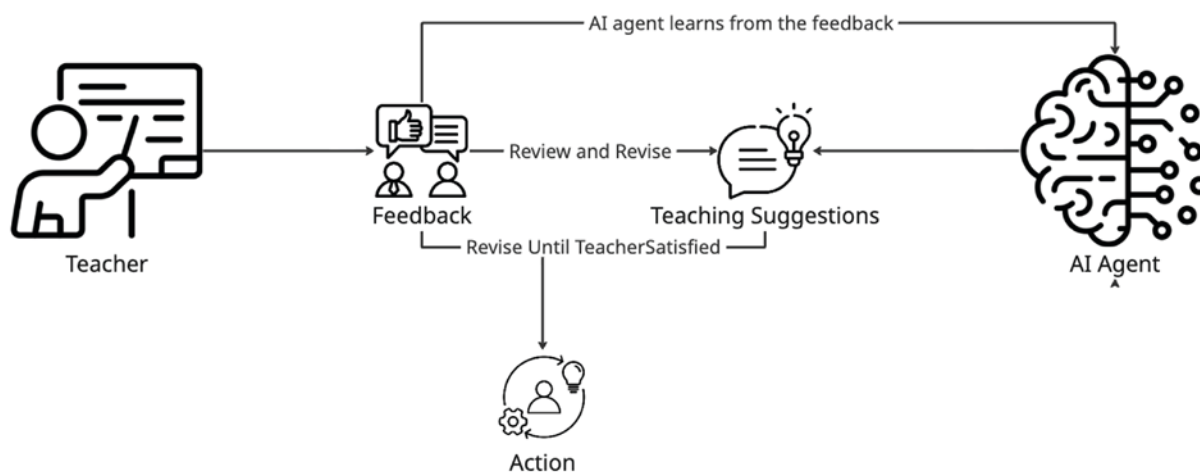 AI agent learns from the feedback
Review and Revise
Feedback
Teaching Suggestions
Revise Until TeacherSatisfied
Teacher
AI Agent
Action